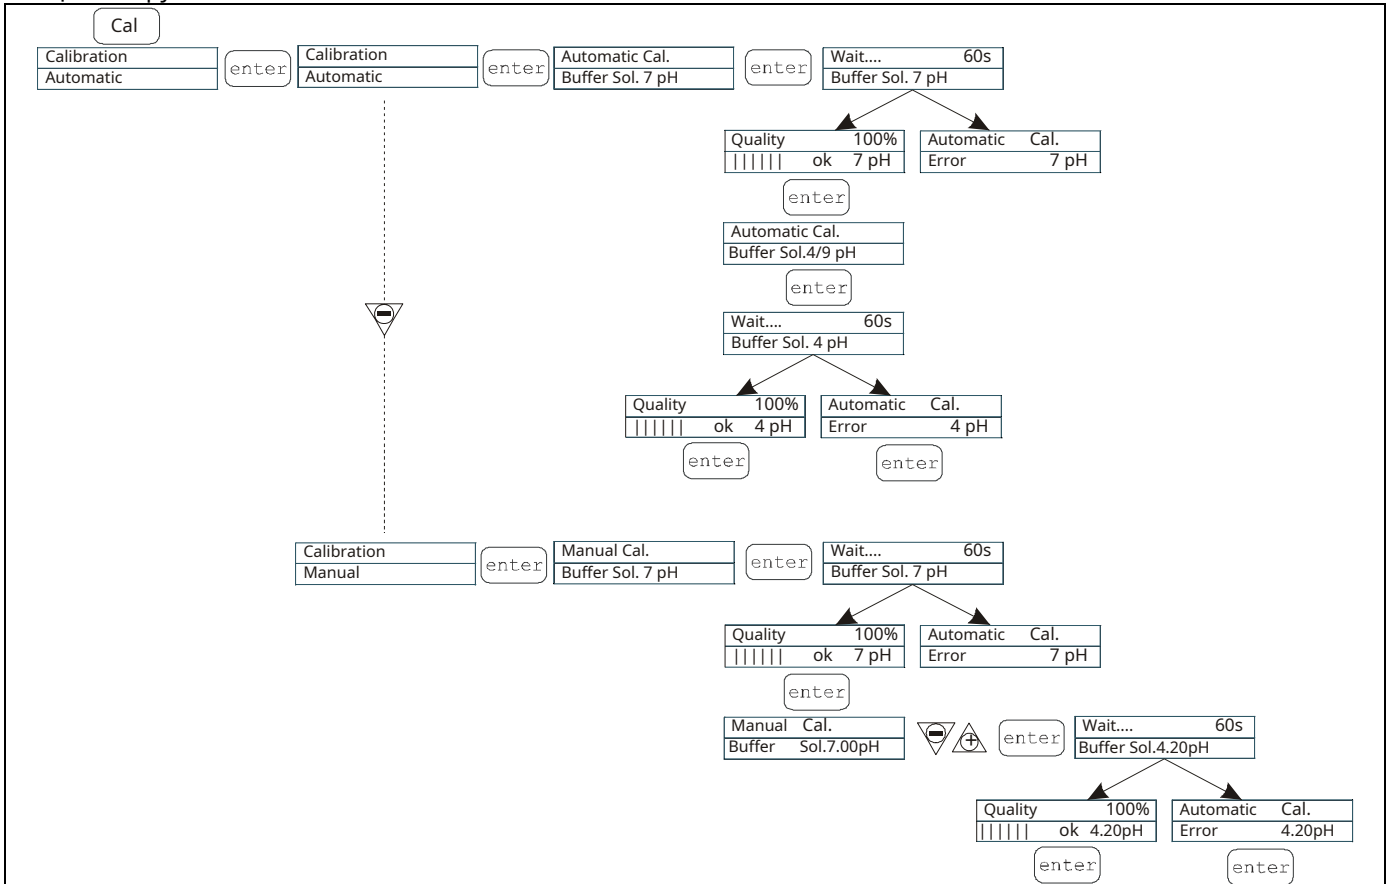 Cal
Calibration
Automatic
enter
Calibration
Automatic
enter
Automatic Cal.
Buffer Sol. 7 pH
enter
Wait.... 60s
Buffer Sol. 7 pH
Quality 100%
|||||| ok 7 pH
Automatic Cal.
Error 7 pH
enter
Automatic Cal.
Buffer Sol.4/9 pH
enter
Wait.... 60s
Buffer Sol. 4 pH
Quality 100%
|||||| ok 4 pH
Automatic Cal.
Error 4 pH
enter
enter
Calibration
Manual
enter
Manual Cal.
Buffer Sol. 7 pH
enter
Wait.... 60s
Buffer Sol. 7 pH
Quality 100%
|||||| ok 7 pH
Automatic Cal.
Error 7 pH
enter
Manual Cal.
Buffer Sol.7.00pH
enter
Wait.... 60s
Buffer Sol.4.20pH
Quality 100%
|||||| ok 4.20pH
Automatic Cal.
Error 4.20pH
enter
enter